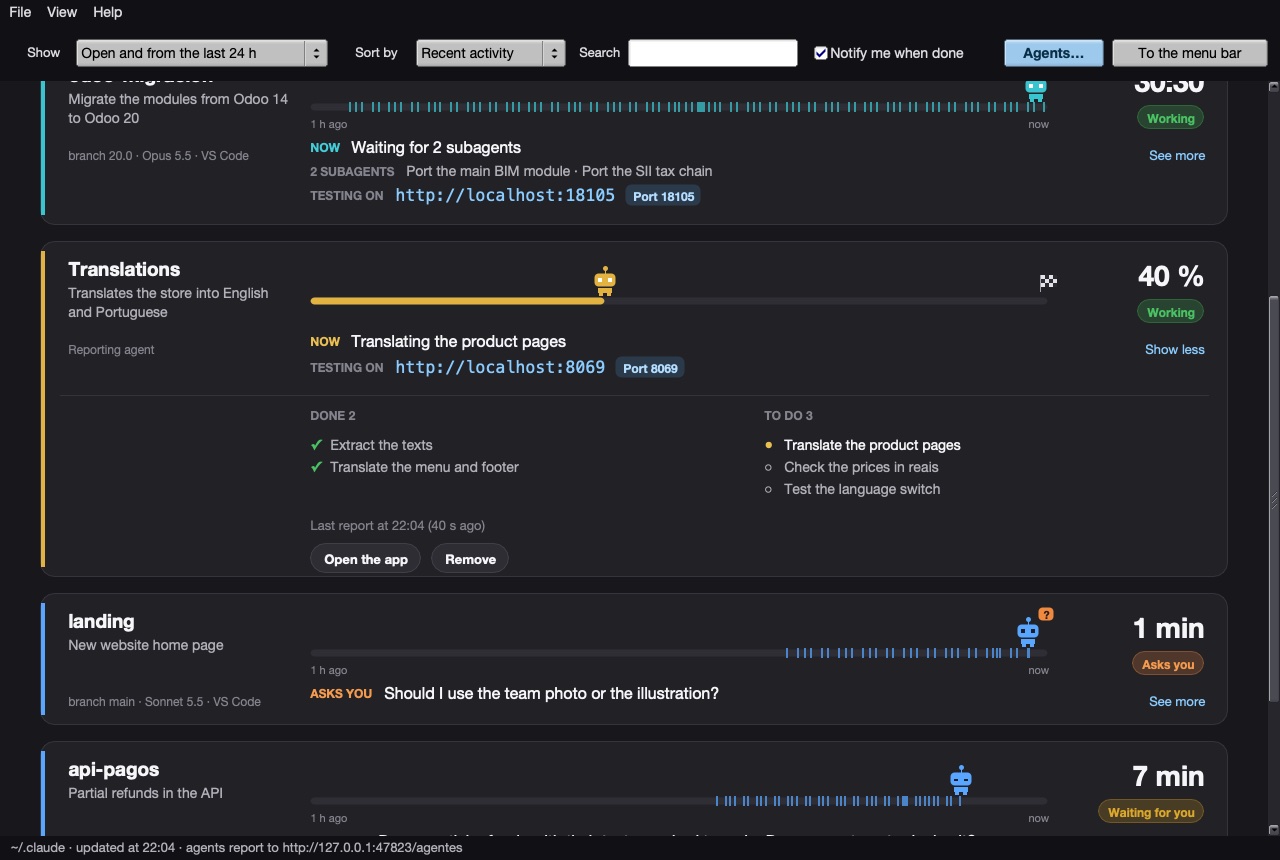 File View Help
Show Open and from the last 24 h Sort by Recent activity Search Notify me when done Agents... To the menu bar
30:30
Migrate the modules from Odoo 14
to Odoo 20
1 h ago now
Working
branch 20.0 · Opus 5.5 · VS Code
NOW Waiting for 2 subagents
See more
2 SUBAGENTS Port the main BIM module · Port the SII tax chain
TESTING ON http://localhost:18105 Port 18105
Translations
40 %
Translates the store into English
and Portuguese
Working
Reporting agent
NOW Translating the product pages
Show less
TESTING ON http://localhost:8069 Port 8069
DONE 2
✓ Extract the texts
✓ Translate the menu and footer
TO DO 3
Translate the product pages
Check the prices in reais
Test the language switch
Last report at 22:04 (40 s ago)
Open the app Remove
landing
?
1 min
New website home page
1 h ago now
Asks you
ASKS YOU Should I use the team photo or the illustration?
branch main · Sonnet 5.5 · VS Code
See more
api-pagos
7 min
Partial refunds in the API
1 h ago now
Waiting for you
~/.claude · updated at 22:04 · agents report to http://127.0.0.1:47823/agentes